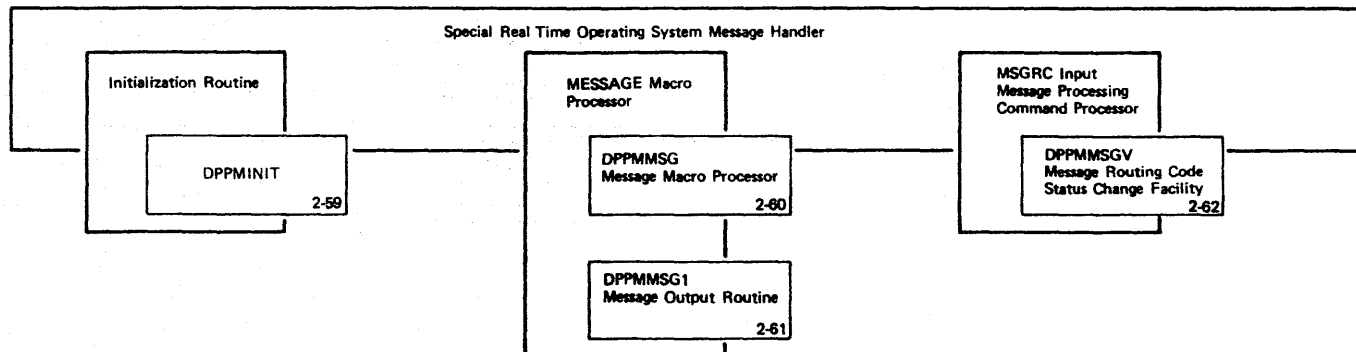 Special Real Time Operating System Message Handler
Initialization Routine
DPPMINIT
2-59
MESSAGE Macro
Processor
DPPMMSG
Message Macro Processor
2-60
DPPMMSG1
Message Output Routine
2-61
MSGRC Input
Message Processing
Command Processor
DPPMMSGV
Message Routing Code
Status Change Facility
2-62